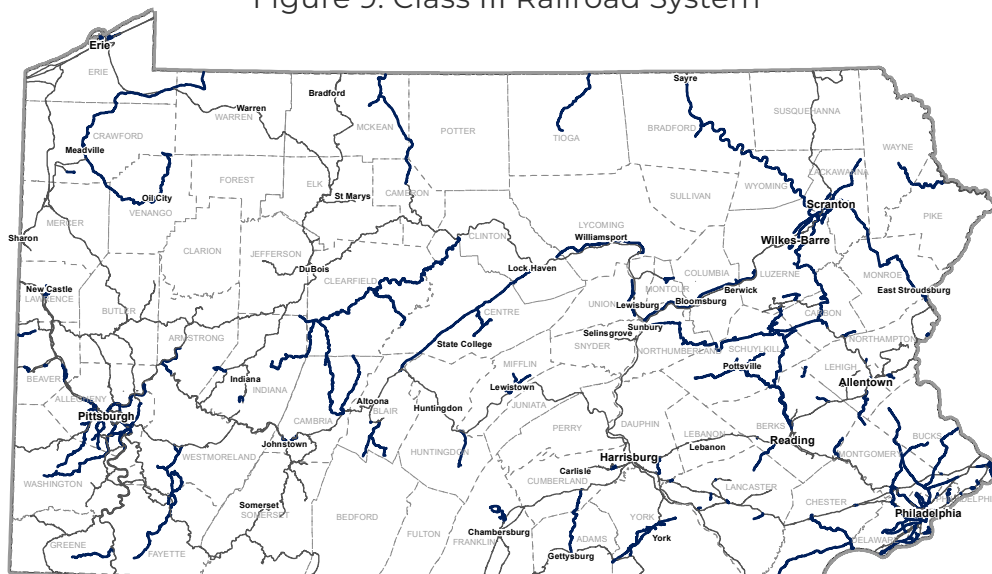 Figure 9: Class III Railroad System
Erie
ERIE
Sayre
Bradford
Warren
WARREN
SUSQUEHANNA
MCKEAN
POTTER
TIOGA
BRADFORD
CRAWFORD
WAYNE
Meadville
LACKAWANNA
FOREST
ELK
WYOMING
St Marys
CAMERON
SULLIVAN
Oil City
VENANGO
Scranton
PIKE
MERCER
LYCOMING
CLINTON
Sharon
Williamsport
Wilkes-Barre
CLARION
JEFFERSON
DuBois
Lock Haven
COLUMBIA
LUZERNE
MONROE
CLEARFIELD
New Castle
LAWRENCE
MONTOUR
Berwick
East Stroudsburg
UNION
Lewisburg
Bloomsburg
BUTLER
CENTRE
CARBON
Sunbury
Selinsgrove
ARMSTRONG
State College
SNYDER
NORTHUMBERLAND
SCHUYLKILL
NORTHAMPTON
MIFFLIN
Pottsville
LEHIGH
BEAVER
Indiana
INDIANA
Lewistown
Allentown
ALLEGHENY
Altoona
BLAIR
Huntingdon
JUNIATA
Pittsburgh
CAMBRIA
PERRY
DAUPHIN
BERKS
LEBANON
Reading
BUCKS
Johnstown
Lebanon
HUNTINGDON
MONTGOMERY
WESTMORELAND
Harrisburg
Carlisle
CUMBERLAND
WASHINGTON
LANCASTER
PHILADELPHIA
CHESTER
Somerset
SOMERSET
BEDFORD
YORK
Philadelphia
FULTON
Chambersburg
FRANKLIN
ADAMS
York
DELAWARE
GREENE
FAYETTE
Gettysburg